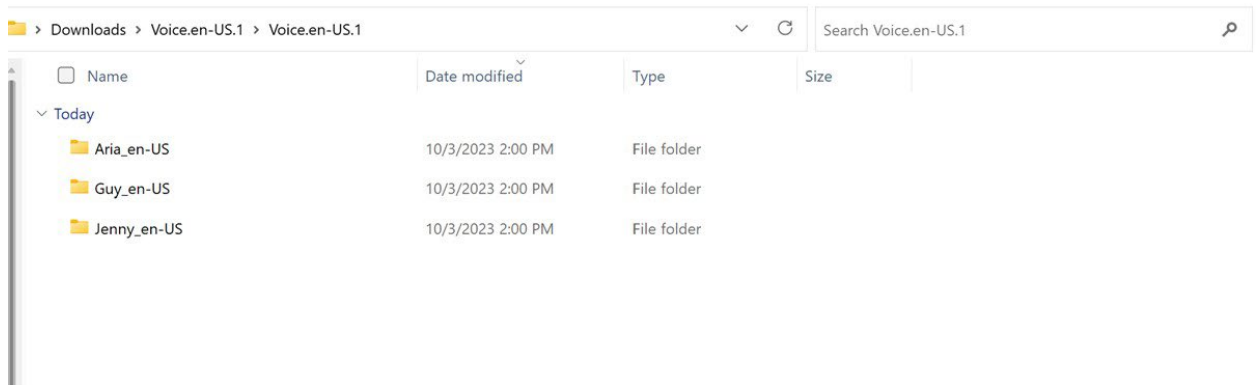 Downloads > Voice.en-US.1 > Voice.en-US.1 Search Voice.en-US.1
Name Date modified Type Size
Today
Aria_en-US 10/3/2023 2:00 PM File folder
Guy_en-US 10/3/2023 2:00 PM File folder
Jenny_en-US 10/3/2023 2:00 PM File folder